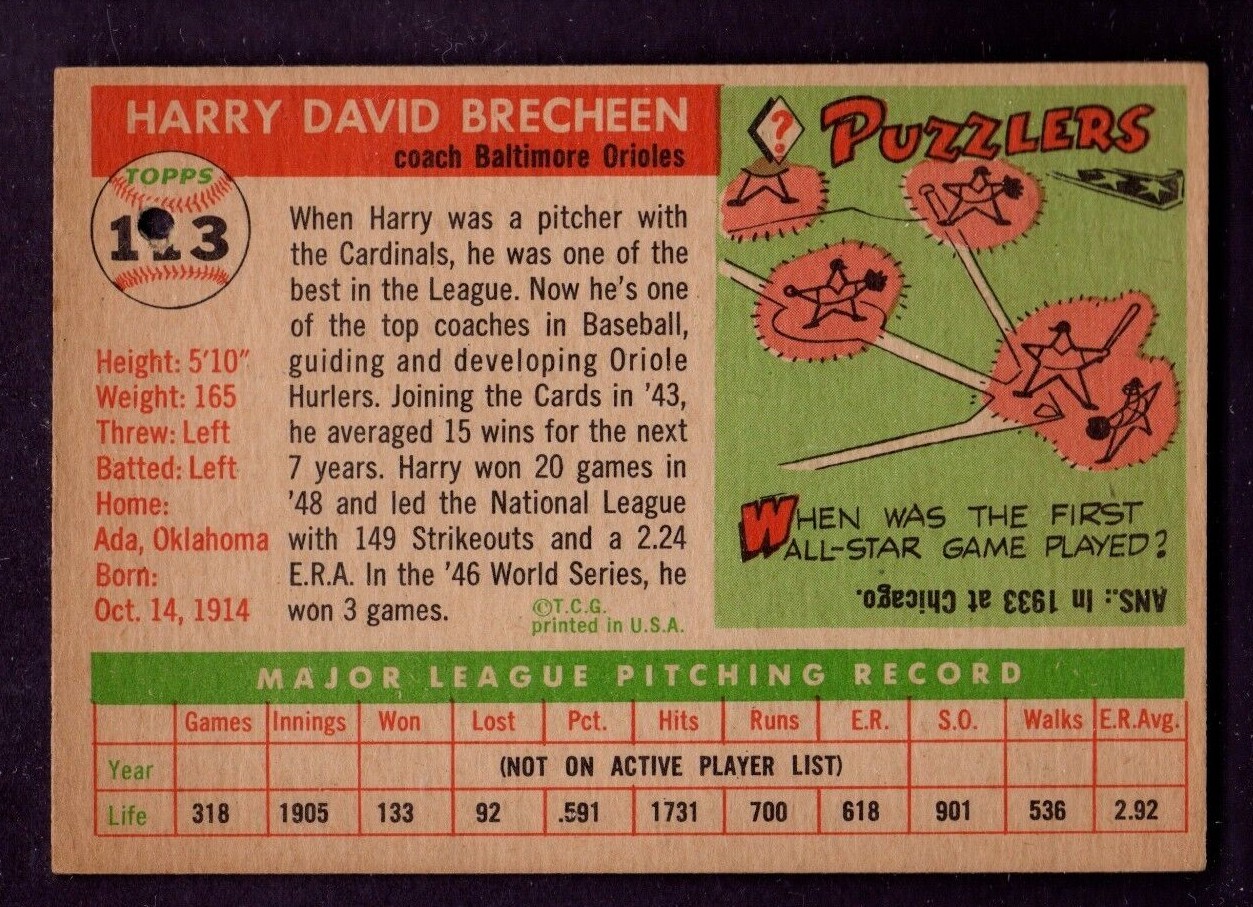 HARRY DAVID BRECHEEN
coach Baltimore Orioles
TOPPS
113
When Harry was a pitcher with
the Cardinals, he was one of the
best in the League. Now he's one
of the top coaches in Baseball,
guiding and developing Oriole
Hurlers. Joining the Cards in '43,
he averaged 15 wins for the next
7 years. Harry won 20 games in
'48 and led the National League
with 149 Strikeouts and a 2.24
E.R.A. In the '46 World Series, he
won 3 games.
©T.C.G.
printed in U.S.A.
Height: 5'10"
Weight: 165
Threw: Left
Batted: Left
Home:
Ada, Oklahoma
Born:
Oct. 14, 1914
?
PUZZLERS
WHEN WAS THE FIRST
ALL-STAR GAME PLAYED?
ANS.: In 1933 at Chicago.
MAJOR LEAGUE PITCHING RECORD
Games Innings Won Lost Pct. Hits Runs E.R. S.O. Walks E.R.Avg.
Year (NOT ON ACTIVE PLAYER LIST)
Life 318 1905 133 92 .591 1731 700 618 901 536 2.92